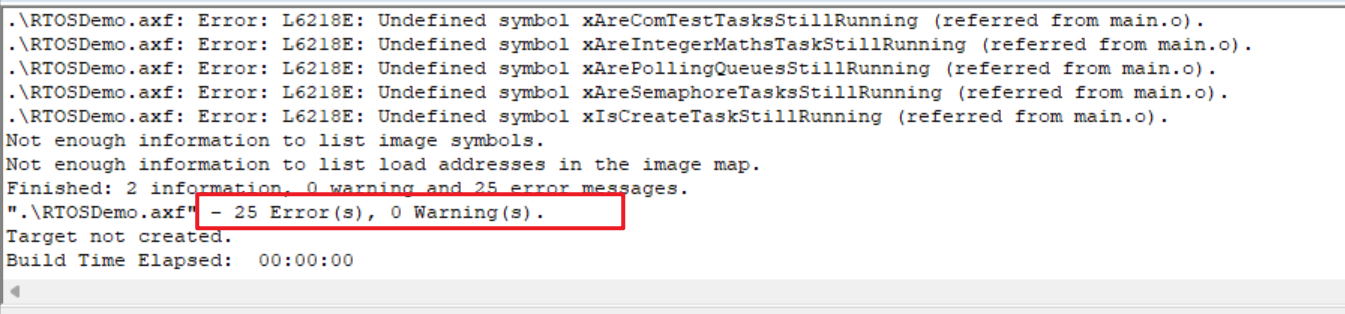 .\RTOSDemo.axf: Error: L6218E: Undefined symbol xAreComTestTasksStillRunning (referred from main.o).
.\RTOSDemo.axf: Error: L6218E: Undefined symbol xAreIntegerMathsTaskStillRunning (referred from main.o).
.\RTOSDemo.axf: Error: L6218E: Undefined symbol xArePollingQueuesStillRunning (referred from main.o).
.\RTOSDemo.axf: Error: L6218E: Undefined symbol xAreSemaphoreTasksStillRunning (referred from main.o).
.\RTOSDemo.axf: Error: L6218E: Undefined symbol xIsCreateTaskStillRunning (referred from main.o).
Not enough information to list image symbols.
Not enough information to list load addresses in the image map.
Finished: 2 information, 0 warning and 25 error messages.
".\RTOSDemo.axf" - 25 Error(s), 0 Warning(s).
Target not created.
Build Time Elapsed:  00:00:00